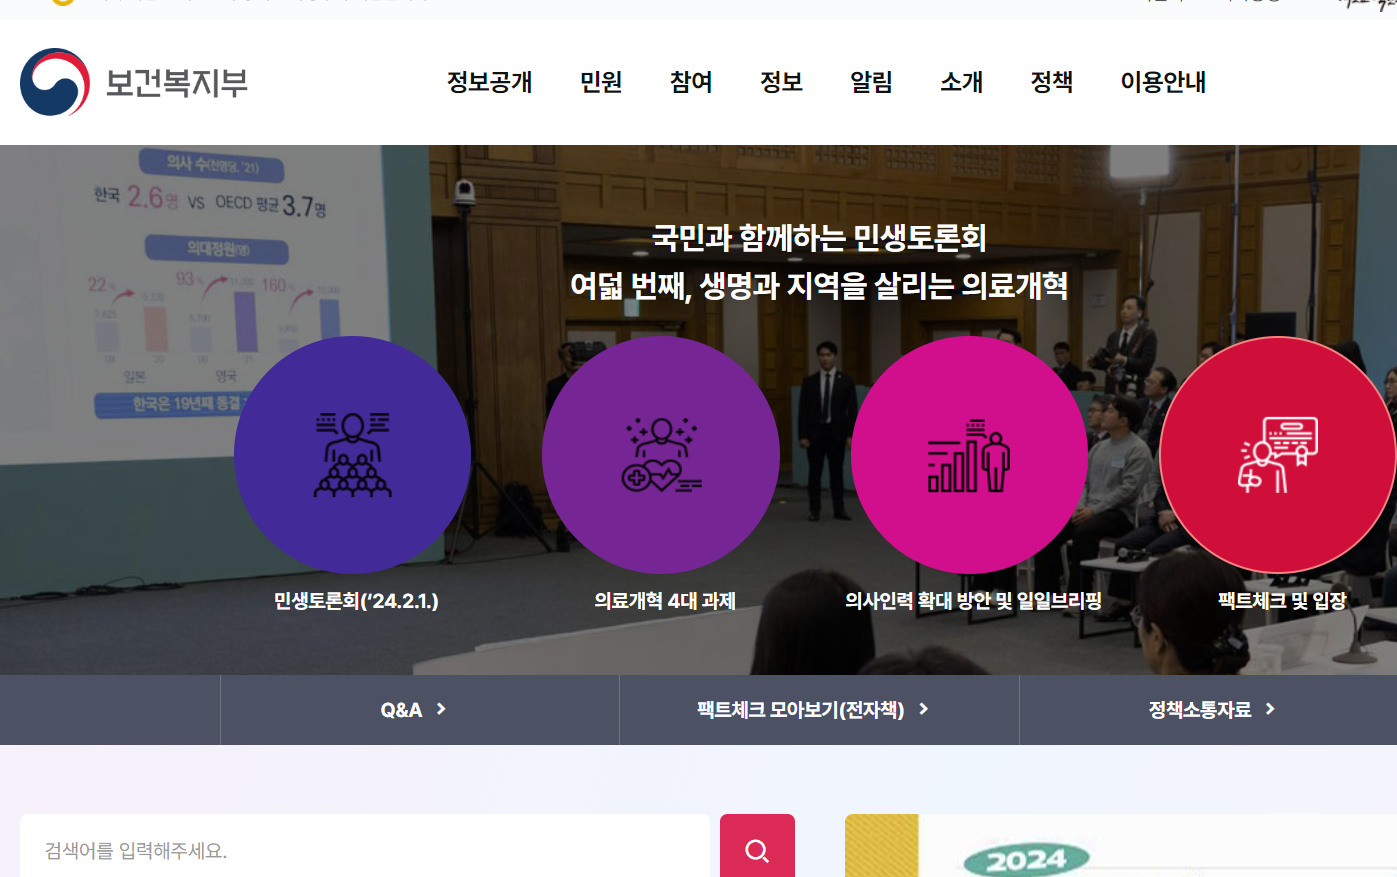 보건복지부
정보공개 민원 참여 정보 알림 소개 정책 이용안내
의사 수(천명당, '21)
한국 2.6명 VS OECD 평균 3.7명
의대정원(명)
22% 93% 160%
일본 영국
한국은 19년째 동결
국민과 함께하는 민생토론회
여덟 번째, 생명과 지역을 살리는 의료개혁
민생토론회('24.2.1.)
의료개혁 4대 과제
의사인력 확대 방안 및 일일브리핑
팩트체크 및 입장
Q&A
팩트체크 모아보기(전자책)
정책소통자료
검색어를 입력해주세요.
2024